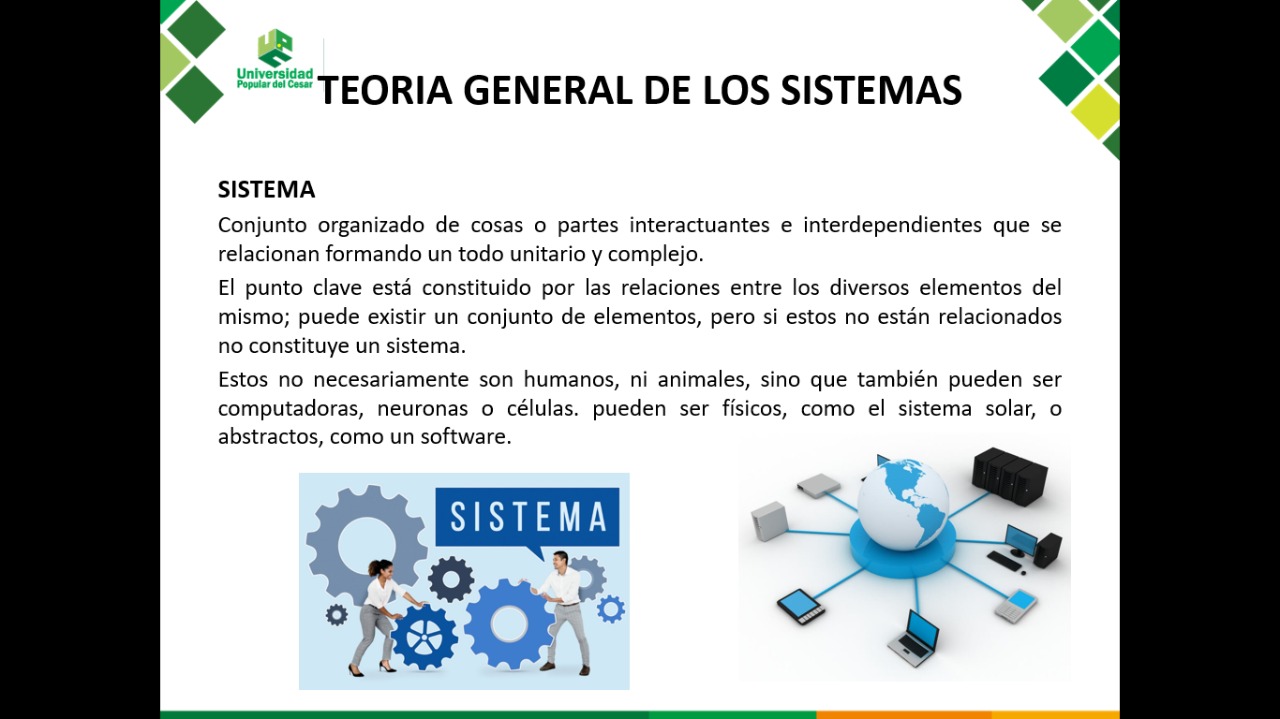 UPC
Universidad
Popular del Cesar
TEORIA GENERAL DE LOS SISTEMAS
SISTEMA
Conjunto organizado de cosas o partes interactuantes e interdependientes que se
relacionan formando un todo unitario y complejo.
El punto clave está constituido por las relaciones entre los diversos elementos del
mismo; puede existir un conjunto de elementos, pero si estos no están relacionados
no constituye un sistema.
Estos no necesariamente son humanos, ni animales, sino que también pueden ser
computadoras, neuronas o células. pueden ser físicos, como el sistema solar, o
abstractos, como un software.
SISTEMA